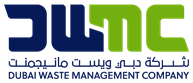 DWMC
شركة دبي ويست مانيجمنت
DUBAI WASTE MANAGEMENT COMPANY